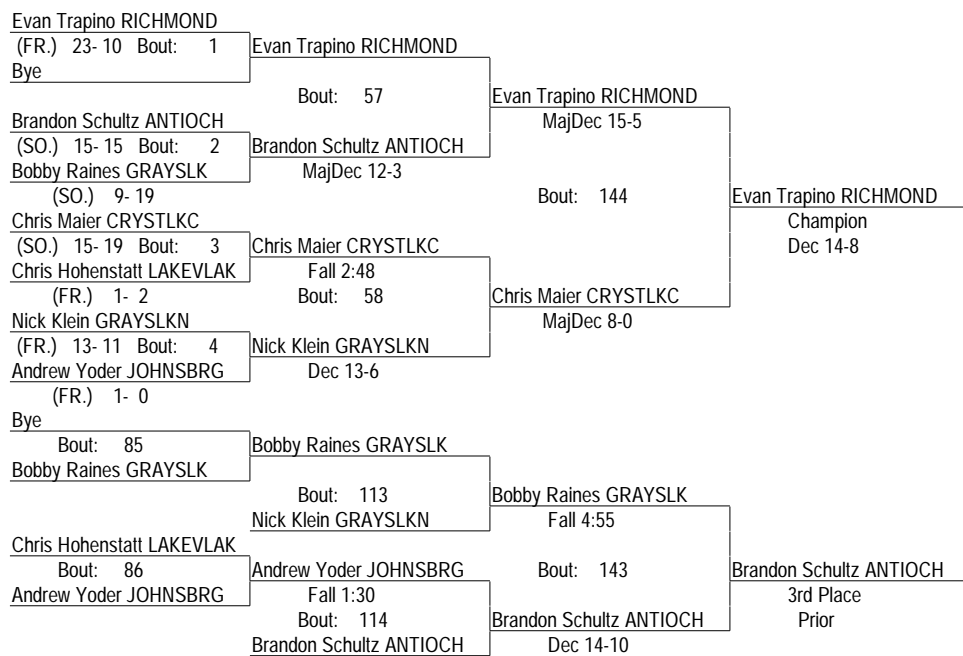 Evan Trapino RICHMOND
(FR.) 23- 10 Bout: 1 Evan Trapino RICHMOND
Bye
Bout: 57 Evan Trapino RICHMOND
Brandon Schultz ANTIOCH MajDec 15-5
(SO.) 15- 15 Bout: 2 Brandon Schultz ANTIOCH
Bobby Raines GRAYSLK MajDec 12-3
(SO.) 9- 19 Bout: 144 Evan Trapino RICHMOND
Chris Maier CRYSTLKC Champion
(SO.) 15- 19 Bout: 3 Chris Maier CRYSTLKC Dec 14-8
Chris Hohenstatt LAKEVLAK Fall 2:48
(FR.) 1- 2 Bout: 58 Chris Maier CRYSTLKC
Nick Klein GRAYSLKN MajDec 8-0
(FR.) 13- 11 Bout: 4 Nick Klein GRAYSLKN
Andrew Yoder JOHNSBRG Dec 13-6
(FR.) 1- 0
Bye
Bout: 85 Bobby Raines GRAYSLK
Bobby Raines GRAYSLK
Bout: 113 Bobby Raines GRAYSLK
Nick Klein GRAYSLKN Fall 4:55
Chris Hohenstatt LAKEVLAK
Bout: 86 Andrew Yoder JOHNSBRG Bout: 143 Brandon Schultz ANTIOCH
Andrew Yoder JOHNSBRG Fall 1:30 3rd Place
Bout: 114 Brandon Schultz ANTIOCH Prior
Brandon Schultz ANTIOCH Dec 14-10